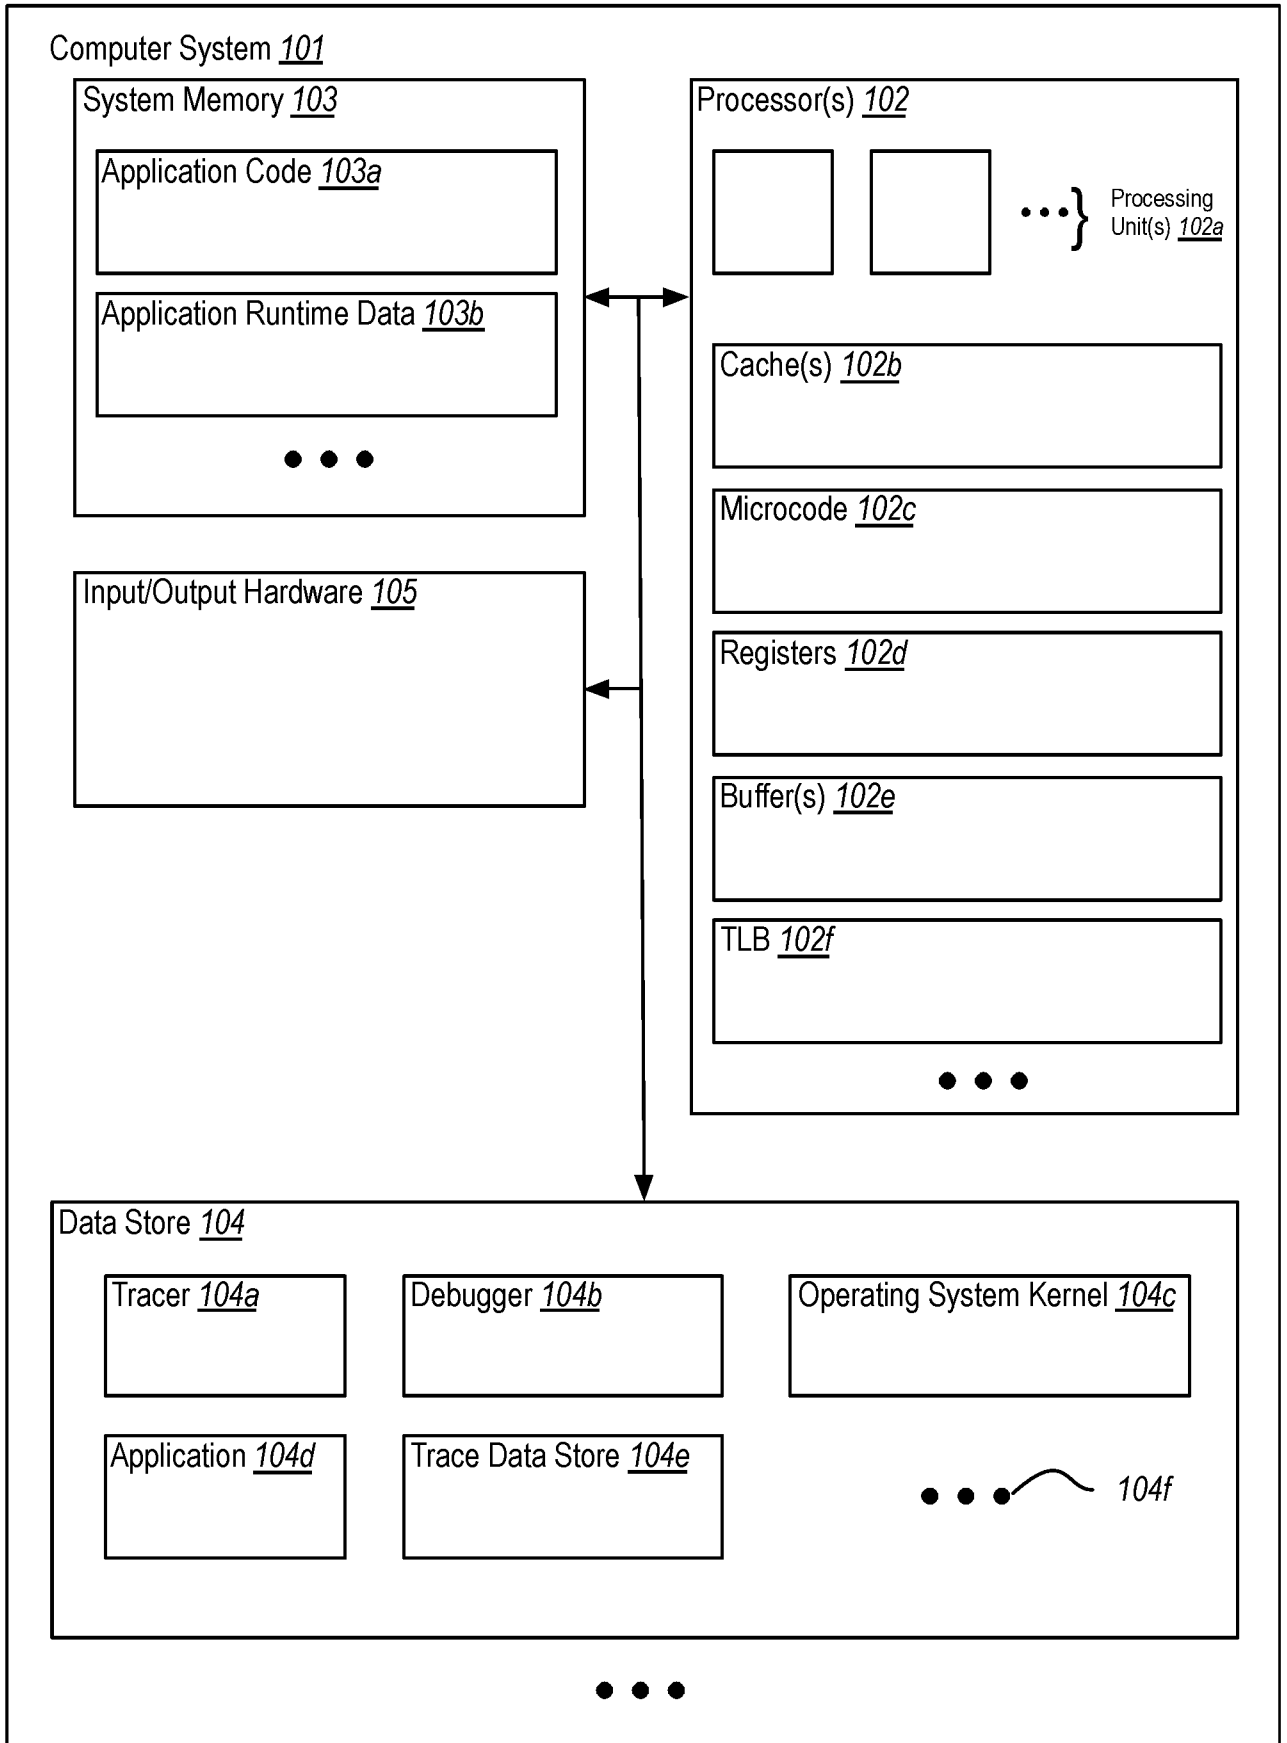 Computer System 101
System Memory 103
Application Code 103a
Application Runtime Data 103b
Input/Output Hardware 105
Processor(s) 102
Processing
Unit(s) 102a
Cache(s) 102b
Microcode 102c
Registers 102d
Buffer(s) 102e
TLB 102f
Data Store 104
Tracer 104a
Debugger 104b
Operating System Kernel 104c
Application 104d
Trace Data Store 104e
104f